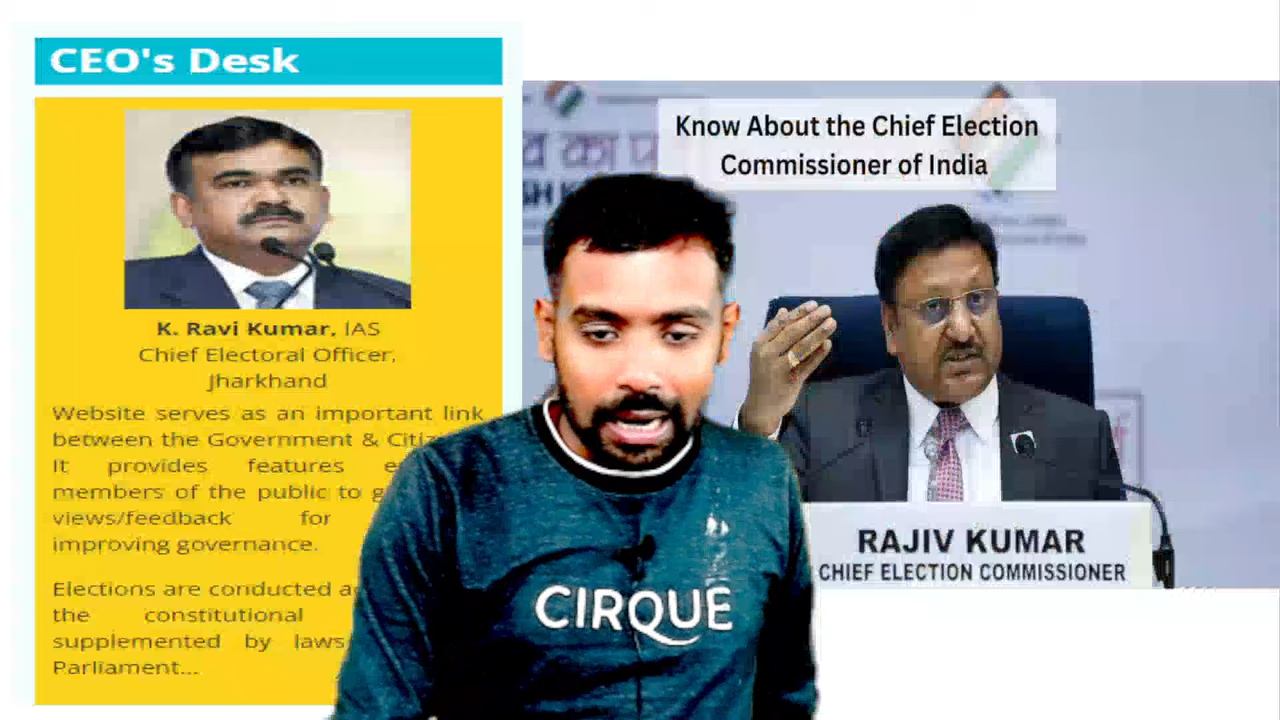 CEO's Desk
K. Ravi Kumar, IAS
Chief Electoral Officer,
Jharkhand
Website serves as an important link
between the Government &
It provides features
members of the public to
views/feedback for
improving governance.
Elections are conducted
the constitutional
supplemented by laws
Parliament...
Know About the Chief Election
Commissioner of India
व का
RAJIV KUMAR
CHIEF ELECTION COMMISSIONER
CIRQUE